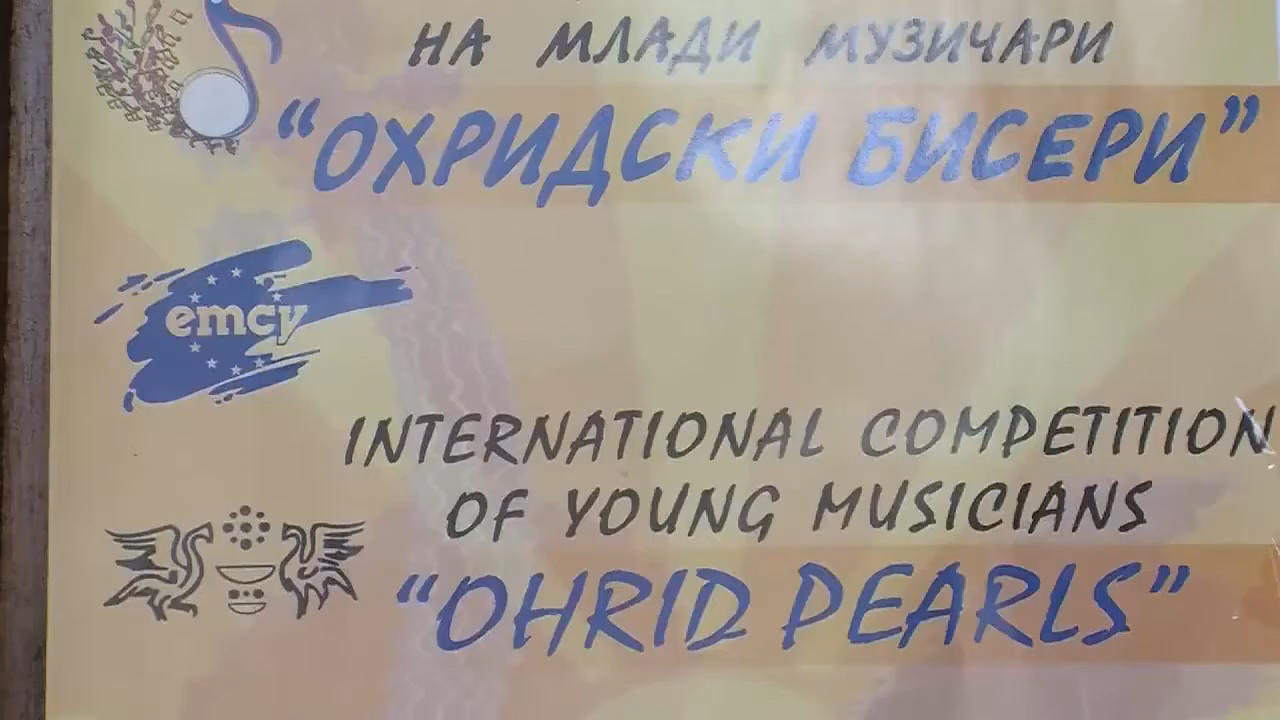 НА МЛАДИ МУЗИЧАРИ
“ОХРИДСКИ БИСЕРИ”
emcy
INTERNATIONAL COMPETITION
OF YOUNG MUSICIANS
“OHRID PEARLS”